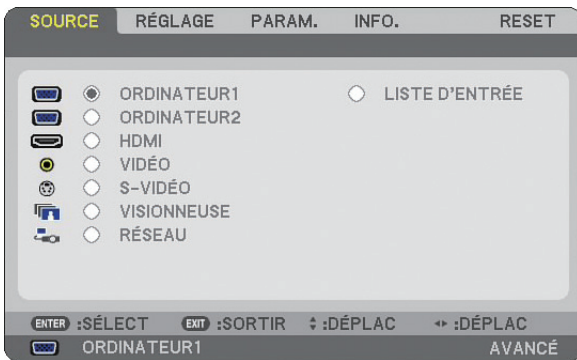 SOURCE RÉGLAGE PARAM. INFO. RESET
ORDINATEUR1 LISTE D'ENTRÉE
ORDINATEUR2
HDMI
VIDÉO
S-VIDÉO
VISIONNEUSE
RÉSEAU
ENTER :SÉLECT EXIT :SORTIR :DÉPLAC :DÉPLAC
ORDINATEUR1 AVANCÉ